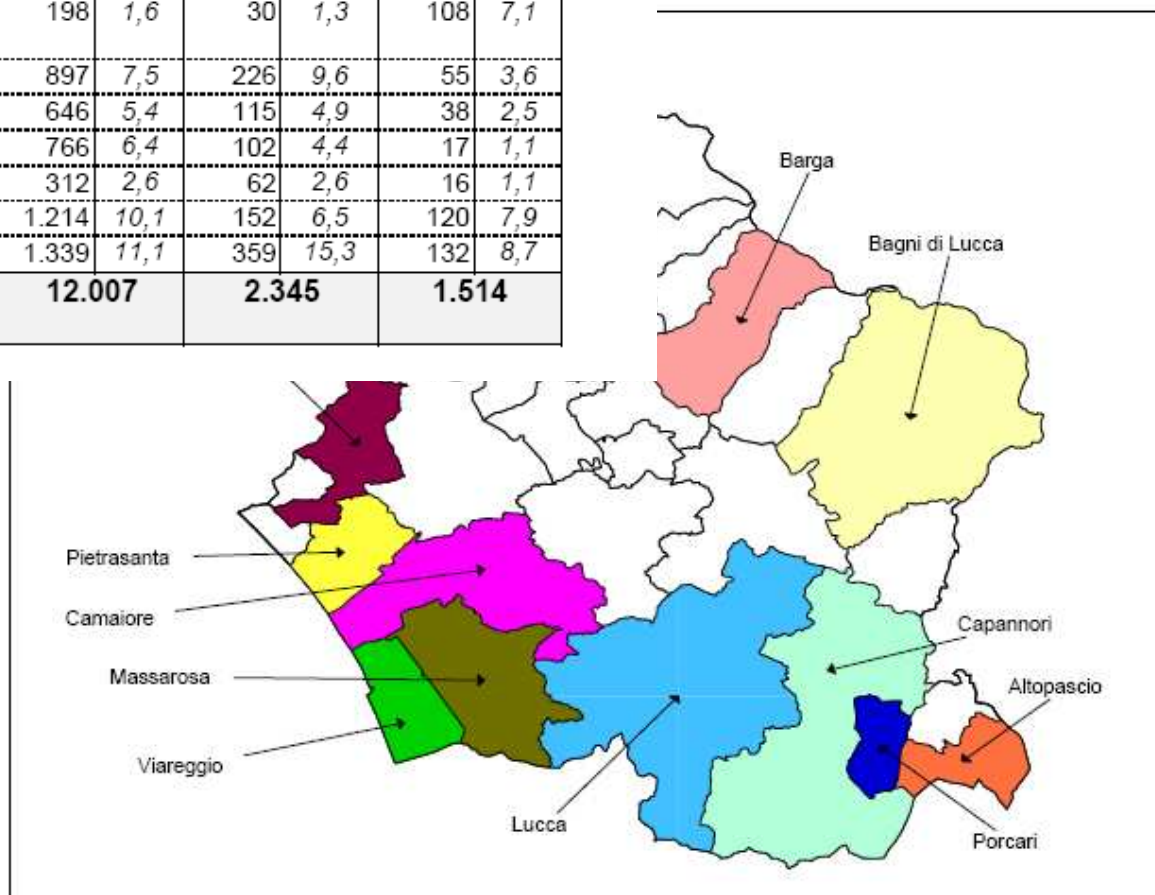 198 1,6 30 1,3 108 7,1
897 7,5 226 9,6 55 3,6
646 5,4 115 4,9 38 2,5
766 6,4 102 4,4 17 1,1
312 2,6 62 2,6 16 1,1
1.214 10,1 152 6,5 120 7,9
1.339 11,1 359 15,3 132 8,7
12.007 2.345 1.514
Barga
Bagni di Lucca
Pietrasanta
Camaiore
Capannori
Massarosa
Altopascio
Viareggio
Lucca
Porcari